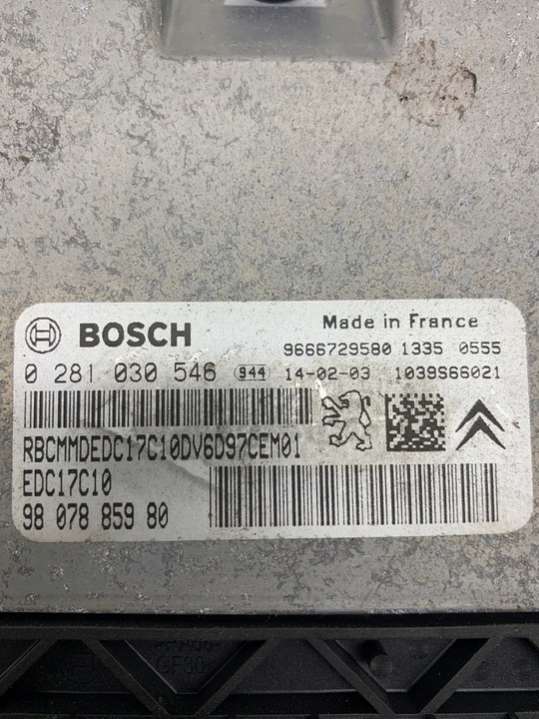 BOSCH
Made in France
9666729580 1335 0555
0 281 030 546 944 14-02-03 1039S66021
RBCMMDEDC17C10DV6D97CEM01
EDC17C10
98 078 859 80
GF30